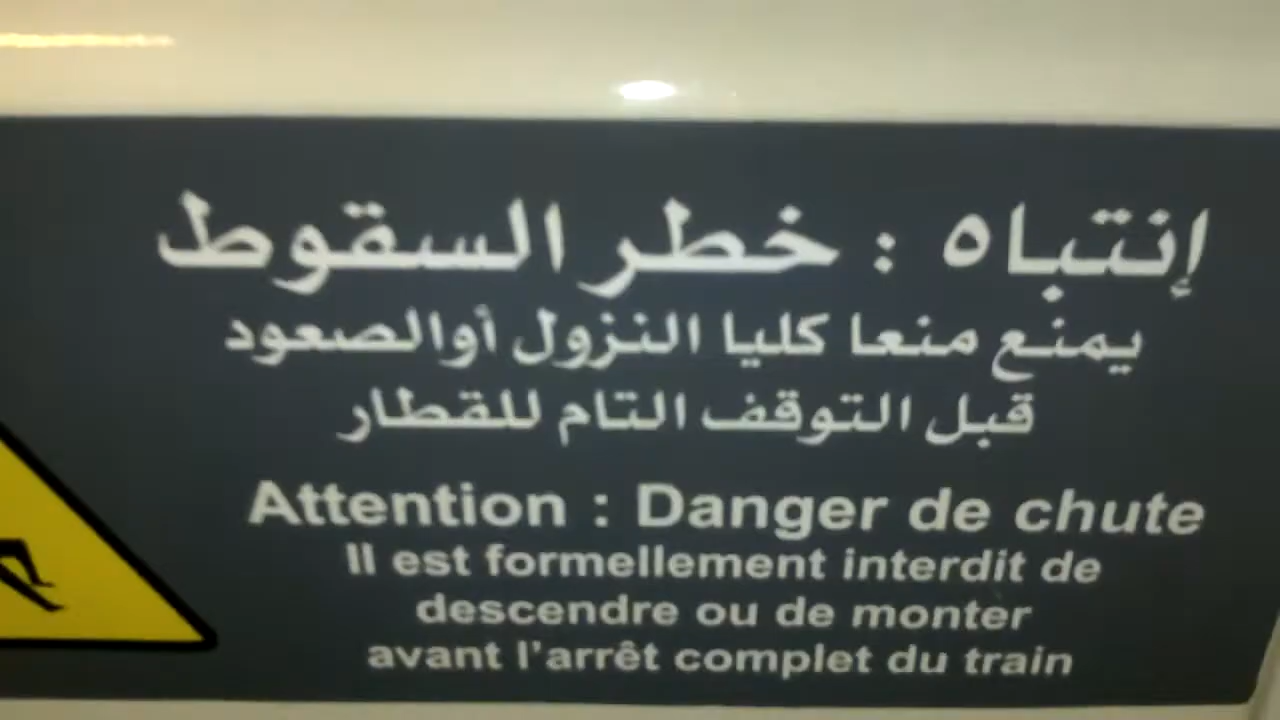 إنتباه : خطر السقوط
يمنع منعا كليا النزول أوالصعود
قبل التوقف التام للقطار
Attention : Danger de chute
Il est formellement interdit de
descendre ou de monter
avant l'arrêt complet du train